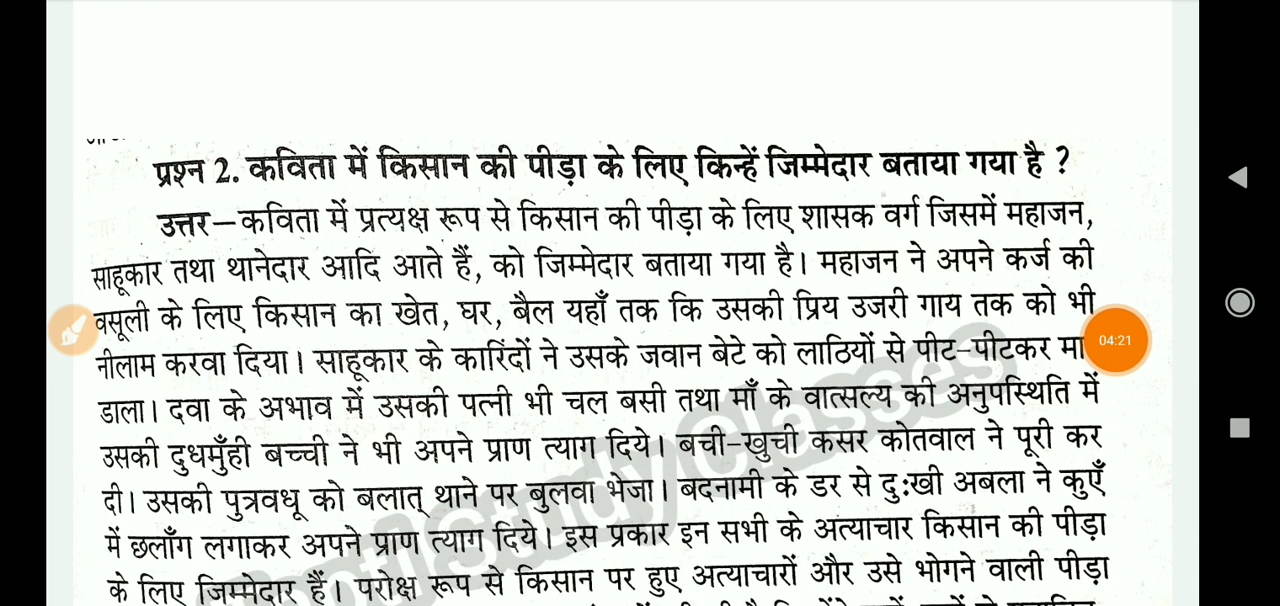 प्रश्न 2. कविता में किसान की पीड़ा के लिए किन्हें जिम्मेदार बताया गया है ?
उत्तर–कविता में प्रत्यक्ष रूप से किसान की पीड़ा के लिए शासक वर्ग जिसमें महाजन,
साहूकार तथा थानेदार आदि आते हैं, को जिम्मेदार बताया गया है। महाजन ने अपने कर्ज की
वसूली के लिए किसान का खेत, घर, बैल यहाँ तक कि उसकी प्रिय उजरी गाय तक को भी
नीलाम करवा दिया। साहूकार के कारिंदों ने उसके जवान बेटे को लाठियों से पीट-पीटकर मा
04:21
डाला। दवा के अभाव में उसकी पत्नी भी चल बसी तथा माँ के वात्सल्य की अनुपस्थिति में
उसकी दुधमुँही बच्ची ने भी अपने प्राण त्याग दिये। बची-खुची कसर कोतवाल ने पूरी कर
दी। उसकी पुत्रवधू को बलात् थाने पर बुलवा भेजा। बदनामी के डर से दुःखी अबला ने कुएँ
में छलाँग लगाकर अपने प्राण त्याग दिये। इस प्रकार इन सभी के अत्याचार किसान की पीड़ा
के लिए जिम्मेदार हैं। परोक्ष रूप से किसान पर हुए अत्याचारों और उसे भोगने वाली पीड़ा
Study Classes